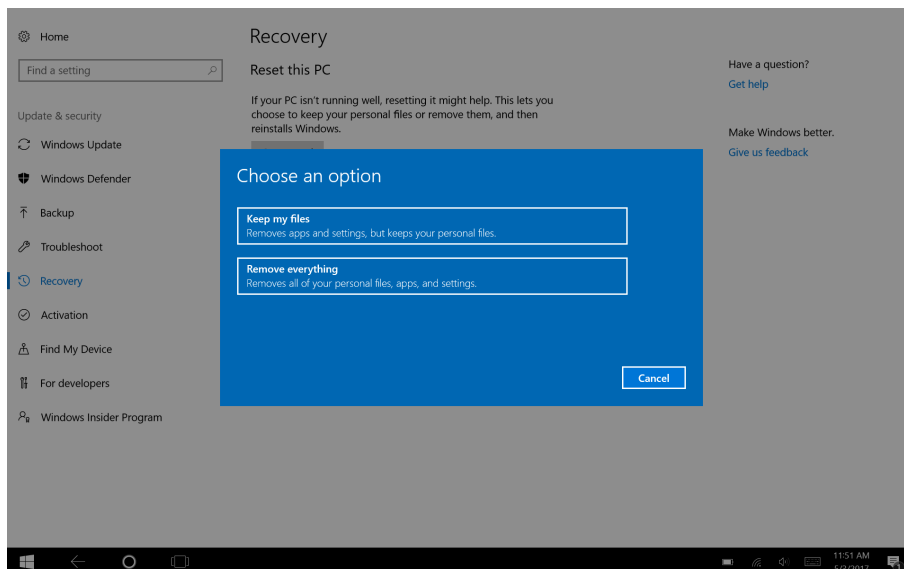 Home
Find a setting
Update & security
Windows Update
Windows Defender
Backup
Troubleshoot
Recovery
Activation
Find My Device
For developers
Windows Insider Program
Recovery
Reset this PC
If your PC isn't running well, resetting it might help. This lets you
choose to keep your personal files or remove them, and then
reinstalls Windows.
Choose an option
Keep my files
Removes apps and settings, but keeps your personal files.
Remove everything
Removes all of your personal files, apps, and settings.
Cancel
Have a question?
Get help
Make Windows better.
Give us feedback
11:51 AM
5/3/2017
1